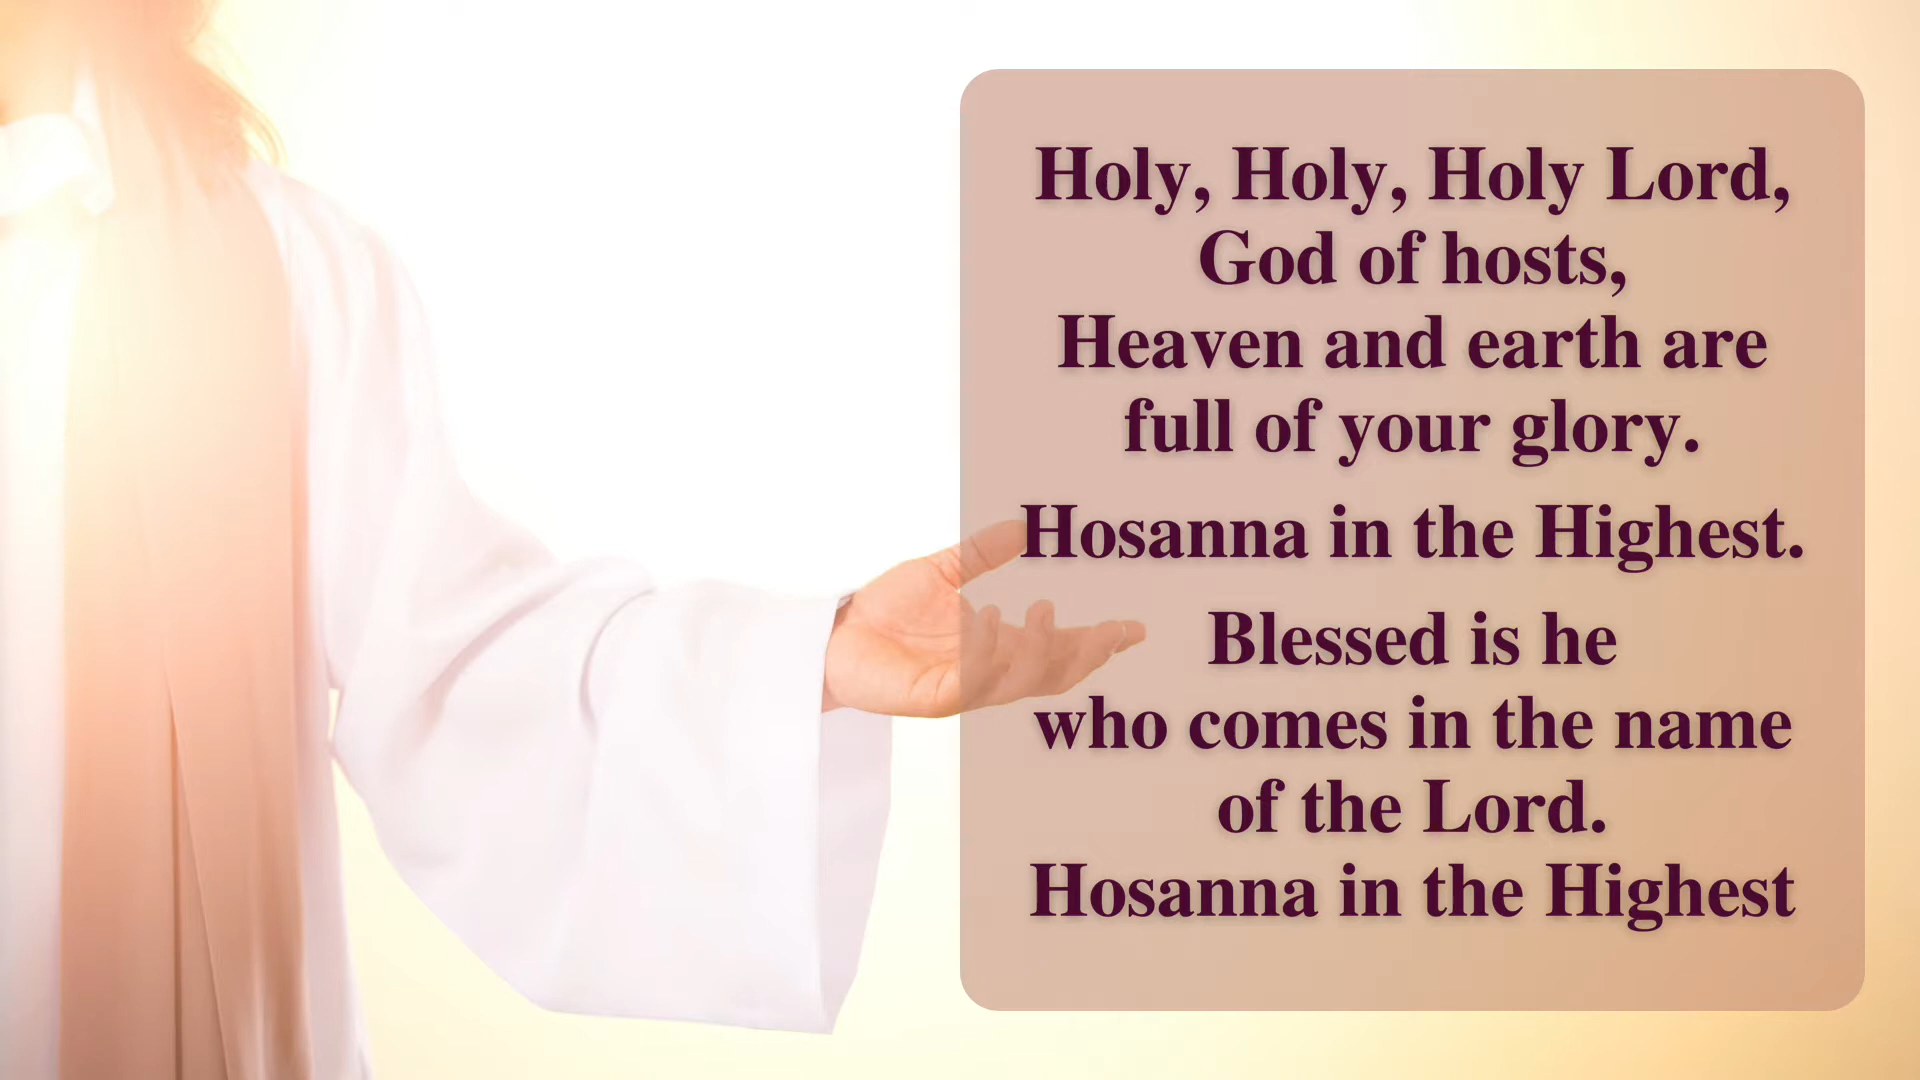 Holy, Holy, Holy Lord,
God of hosts,
Heaven and earth are
full of your glory.
Hosanna in the Highest.
Blessed is he
who comes in the name
of the Lord.
Hosanna in the Highest